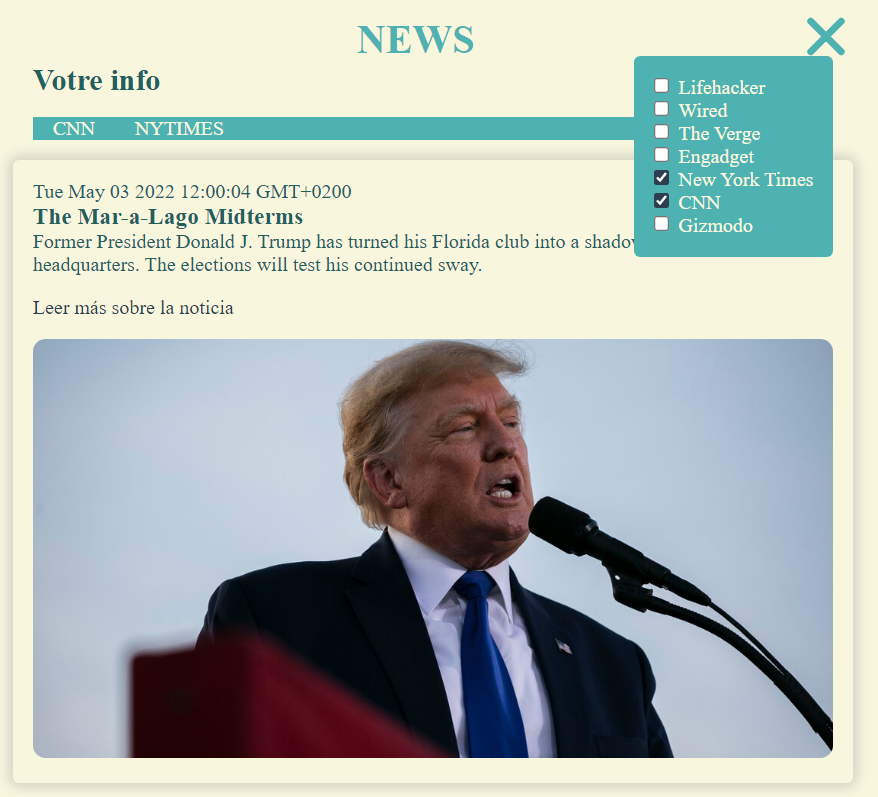 NEWS
Votre info
CNN NYTIMES
Lifehacker
Wired
The Verge
Engadget
New York Times
CNN
Gizmodo
Tue May 03 2022 12:00:04 GMT+0200
The Mar-a-Lago Midterms
Former President Donald J. Trump has turned his Florida club into a
headquarters. The elections will test his continued sway.
Leer más sobre la noticia